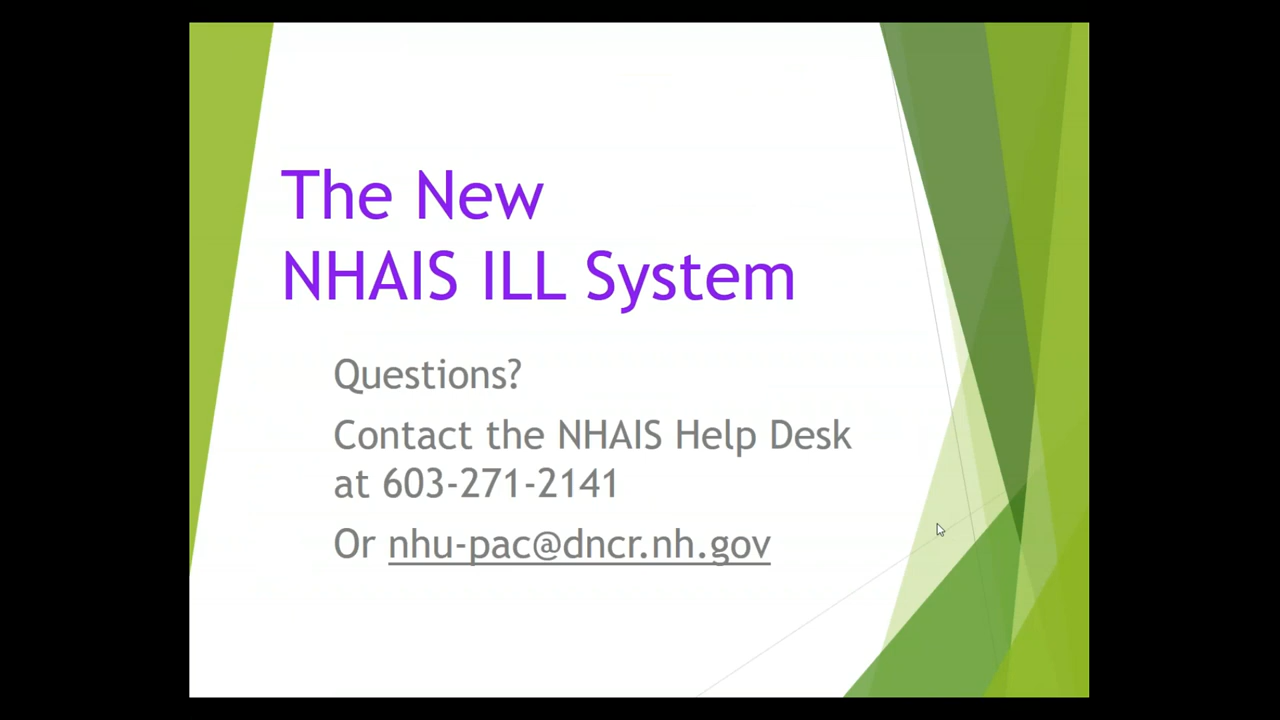 The New
NHAIS ILL System
Questions?
Contact the NHAIS Help Desk
at 603-271-2141
Or nhu-pac@dncr.nh.gov